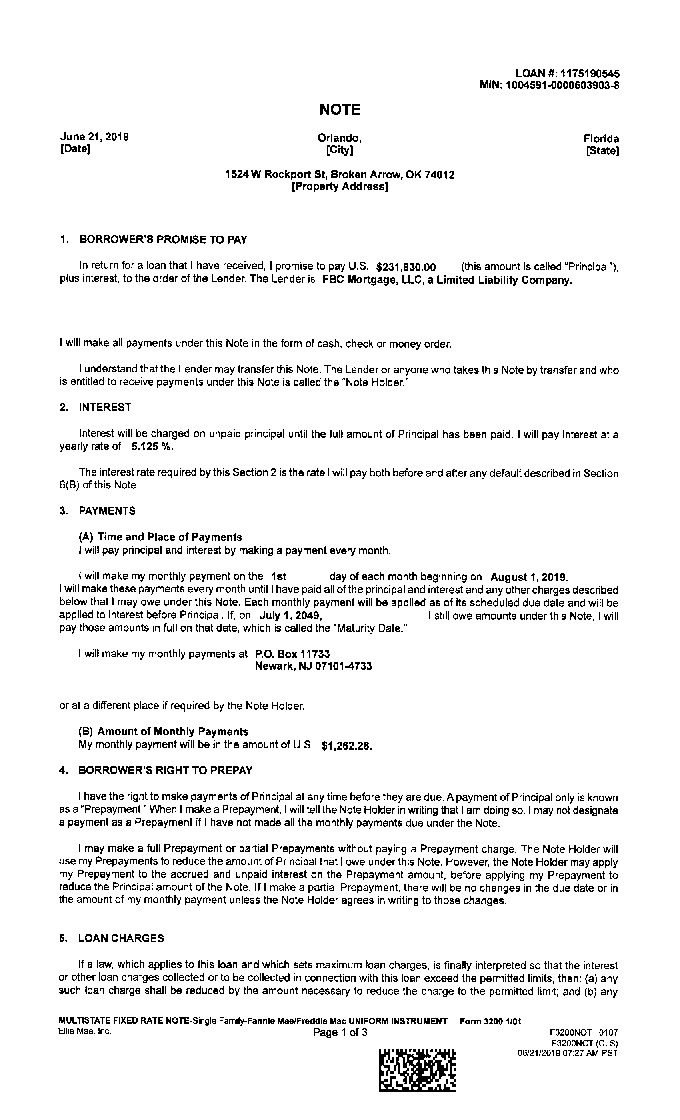 LOAN #: 1175190545
MIN: 1004591-0000603903-8
NOTE
June 21, 2019 Orlando, Florida
[Date] [City] [State]
1524 W Rockport St, Broken Arrow, OK 74012
[Property Address]
1. BORROWER'S PROMISE TO PAY
In return for a loan that I have received, I promise to pay U.S. $231,830.00 (this amount is called "Principal"),
plus interest, to the order of the Lender. The Lender is FBC Mortgage, LLC, a Limited Liability Company.
I will make all payments under this Note in the form of cash, check or money order.
I understand that the Lender may transfer this Note. The Lender or anyone who takes this Note by transfer and who
is entitled to receive payments under this Note is called the "Note Holder."
2. INTEREST
Interest will be charged on unpaid principal until the full amount of Principal has been paid. I will pay interest at a
yearly rate of 5.125 %.
The interest rate required by this Section 2 is the rate I will pay both before and after any default described in Section
6(B) of this Note
3. PAYMENTS
(A) Time and Place of Payments
I will pay principal and interest by making a payment every month.
I will make my monthly payment on the 1st day of each month beginning on August 1, 2019.
I will make these payments every month until I have paid all of the principal and interest and any other charges described
below that I may owe under this Note. Each monthly payment will be applied as of its scheduled due date and will be
applied to interest before Principal. If, on July 1, 2049, I still owe amounts under this Note, I will
pay those amounts in full on that date, which is called the "Maturity Date."
I will make my monthly payments at P.O. Box 11733
Newark, NJ 07101-4733
or at a different place if required by the Note Holder.
(B) Amount of Monthly Payments
My monthly payment will be in the amount of U.S $1,262.28.
4. BORROWER'S RIGHT TO PREPAY
I have the right to make payments of Principal at any time before they are due. A payment of Principal only is known
as a "Prepayment." When I make a Prepayment, I will tell the Note Holder in writing that I am doing so. I may not designate
a payment as a Prepayment if I have not made all the monthly payments due under the Note.
I may make a full Prepayment or partial Prepayments without paying a Prepayment charge. The Note Holder will
use my Prepayments to reduce the amount of Principal that I owe under this Note. However, the Note Holder may apply
my Prepayment to the accrued and unpaid interest on the Prepayment amount, before applying my Prepayment to
reduce the Principal amount of the Note. If I make a partial Prepayment, there will be no changes in the due date or in
the amount of my monthly payment unless the Note Holder agrees in writing to those changes.
5. LOAN CHARGES
If a law, which applies to this loan and which sets maximum loan charges, is finally interpreted so that the interest
or other loan charges collected or to be collected in connection with this loan exceed the permitted limits, then: (a) any
such loan charge shall be reduced by the amount necessary to reduce the charge to the permitted limit; and (b) any
MULTISTATE FIXED RATE NOTE-Single Family-Fannie Mae/Freddie Mac UNIFORM INSTRUMENT Form 3200 1/01
Ellie Mae, Inc. Page 1 of 3 F3200NOT 0107
F3200NOT (CLS)
06/21/2019 07:27 AM PST